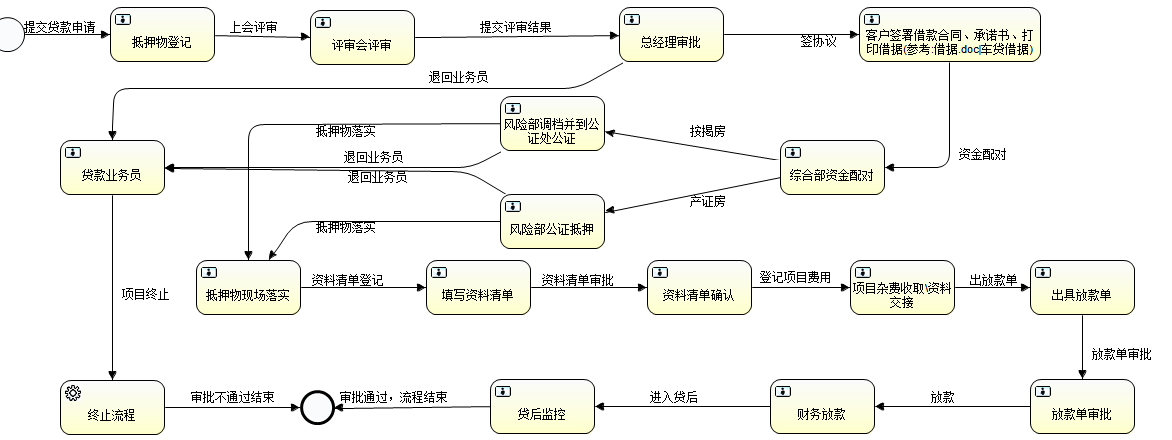 提交贷款申请
抵押物登记
上会评审
评审会评审
提交评审结果
总经理审批
签协议
客户签署借款合同、承诺书、打
印借据(参考:借据.doc|车贷借据)
退回业务员
贷款业务员
抵押物落实
风险部调档并到公
证处公证
按揭房
资金配对
退回业务员
退回业务员
综合部资金配对
产证房
抵押物落实
风险部公证抵押
项目终止
抵押物现场落实
资料清单登记
填写资料清单
资料清单审批
资料清单确认
登记项目费用
项目杂费收取\资料
交接
出放款单
出具放款单
放款单审批
终止流程
审批不通过结束
审批通过，流程结束
贷后监控
进入贷后
财务放款
放款
放款单审批